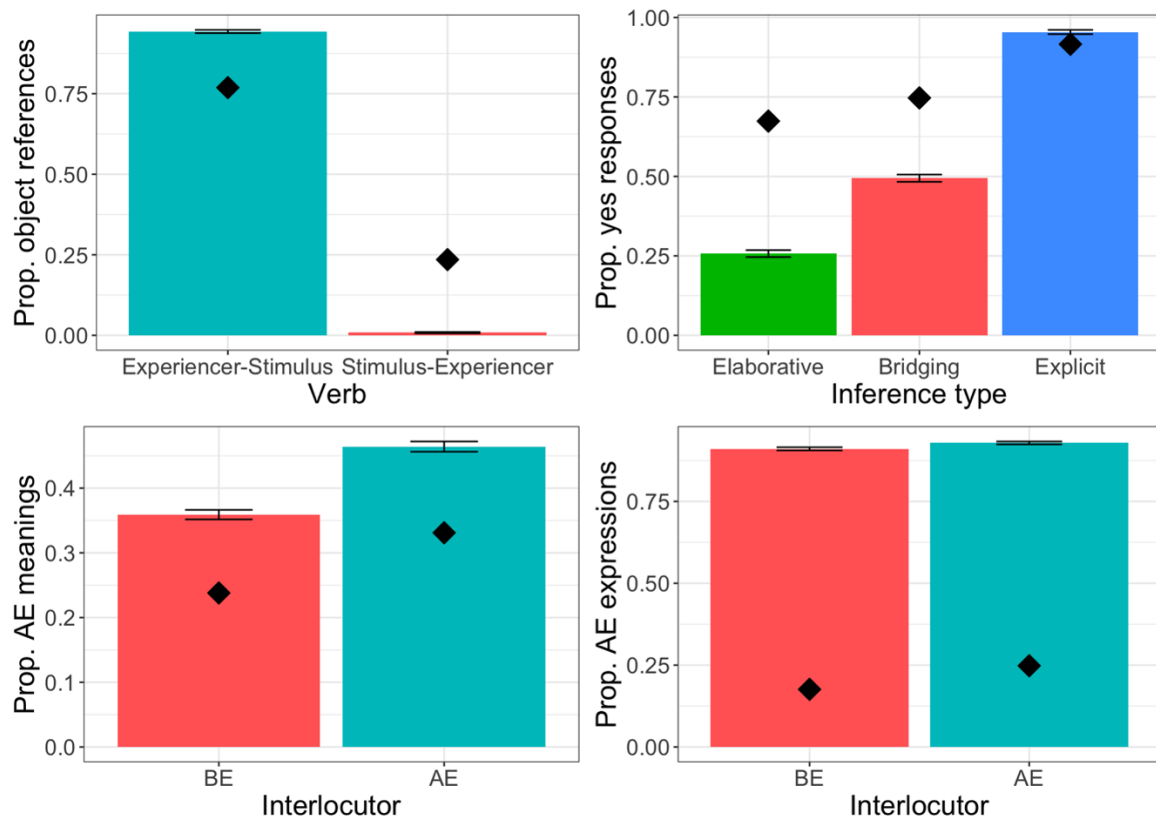 Prop. object references
0.75
0.50
0.25
0.00
Experiencer-Stimulus Stimulus-Experiencer
Verb
Prop. yes responses
1.00
0.75
0.50
0.25
0.00
Elaborative Bridging Explicit
Inference type
Prop. AE meanings
0.4
0.3
0.2
0.1
0.0
BE AE
Interlocutor
Prop. AE expressions
0.75
0.50
0.25
0.00
BE AE
Interlocutor